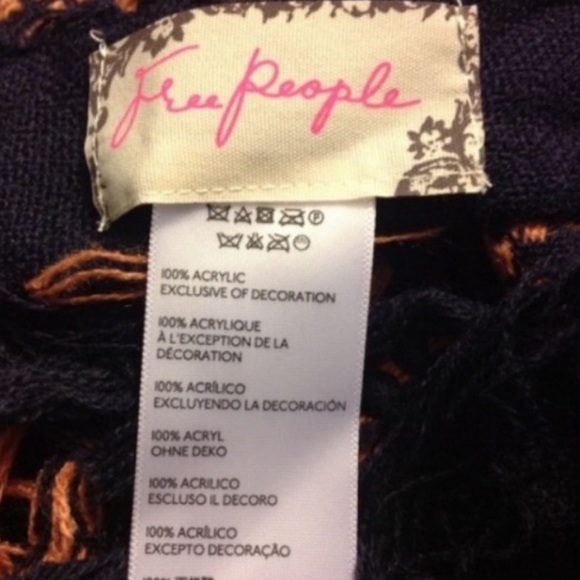 Free People
100% ACRYLIC
EXCLUSIVE OF DECORATION
100% ACRYLIQUE
À L'EXCEPTION DE LA
DÉCORATION
100% ACRÍLICO
EXCLUYENDO LA DECORACIÓN
100% ACRYL
OHNE DEKO
100% ACRILICO
ESCLUSO IL DECORO
100% ACRÍLICO
EXCEPTO DECORAÇÃO
100%